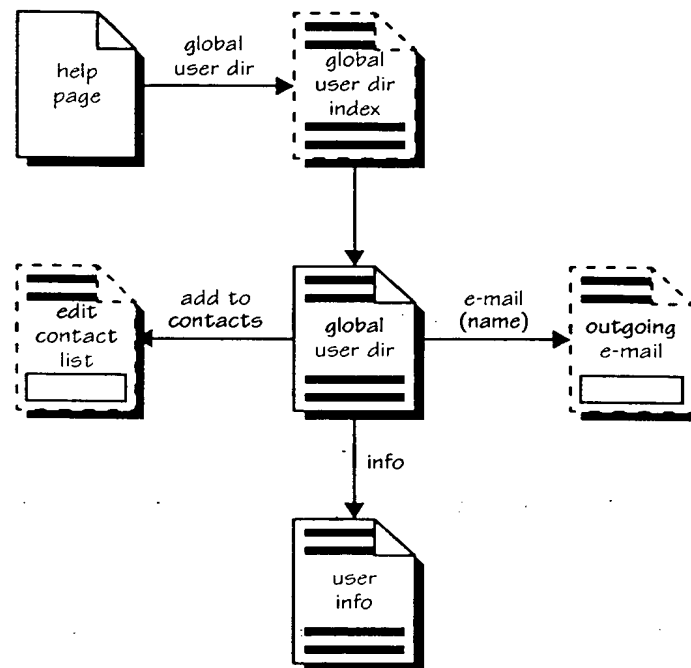 help
page
global
user dir
global
user dir
index
edit
contact
list
add to
contacts
global
user dir
e-mail
(name)
outgoing
e-mail
info
user
info